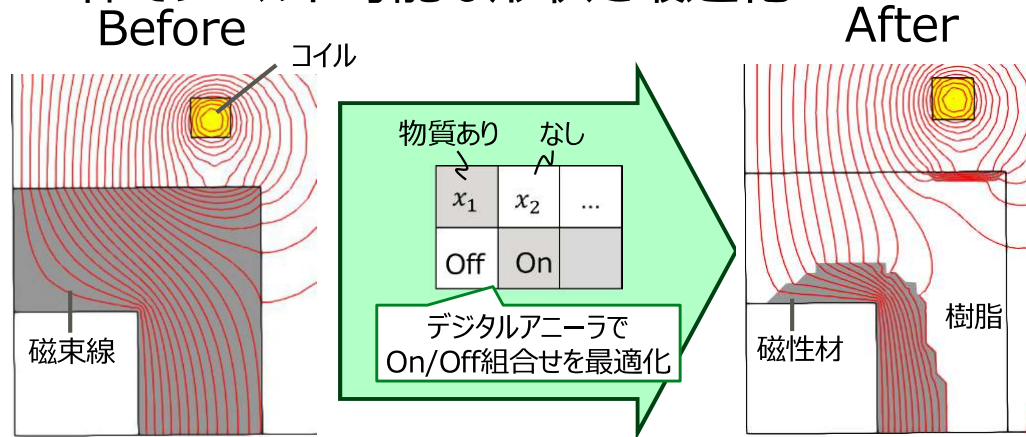 Before
After
コイル
物質あり
なし
x₁
x₂
...
Off
On
デジタルアニーラで
On/Off組合せを最適化
磁束線
磁性材
樹脂